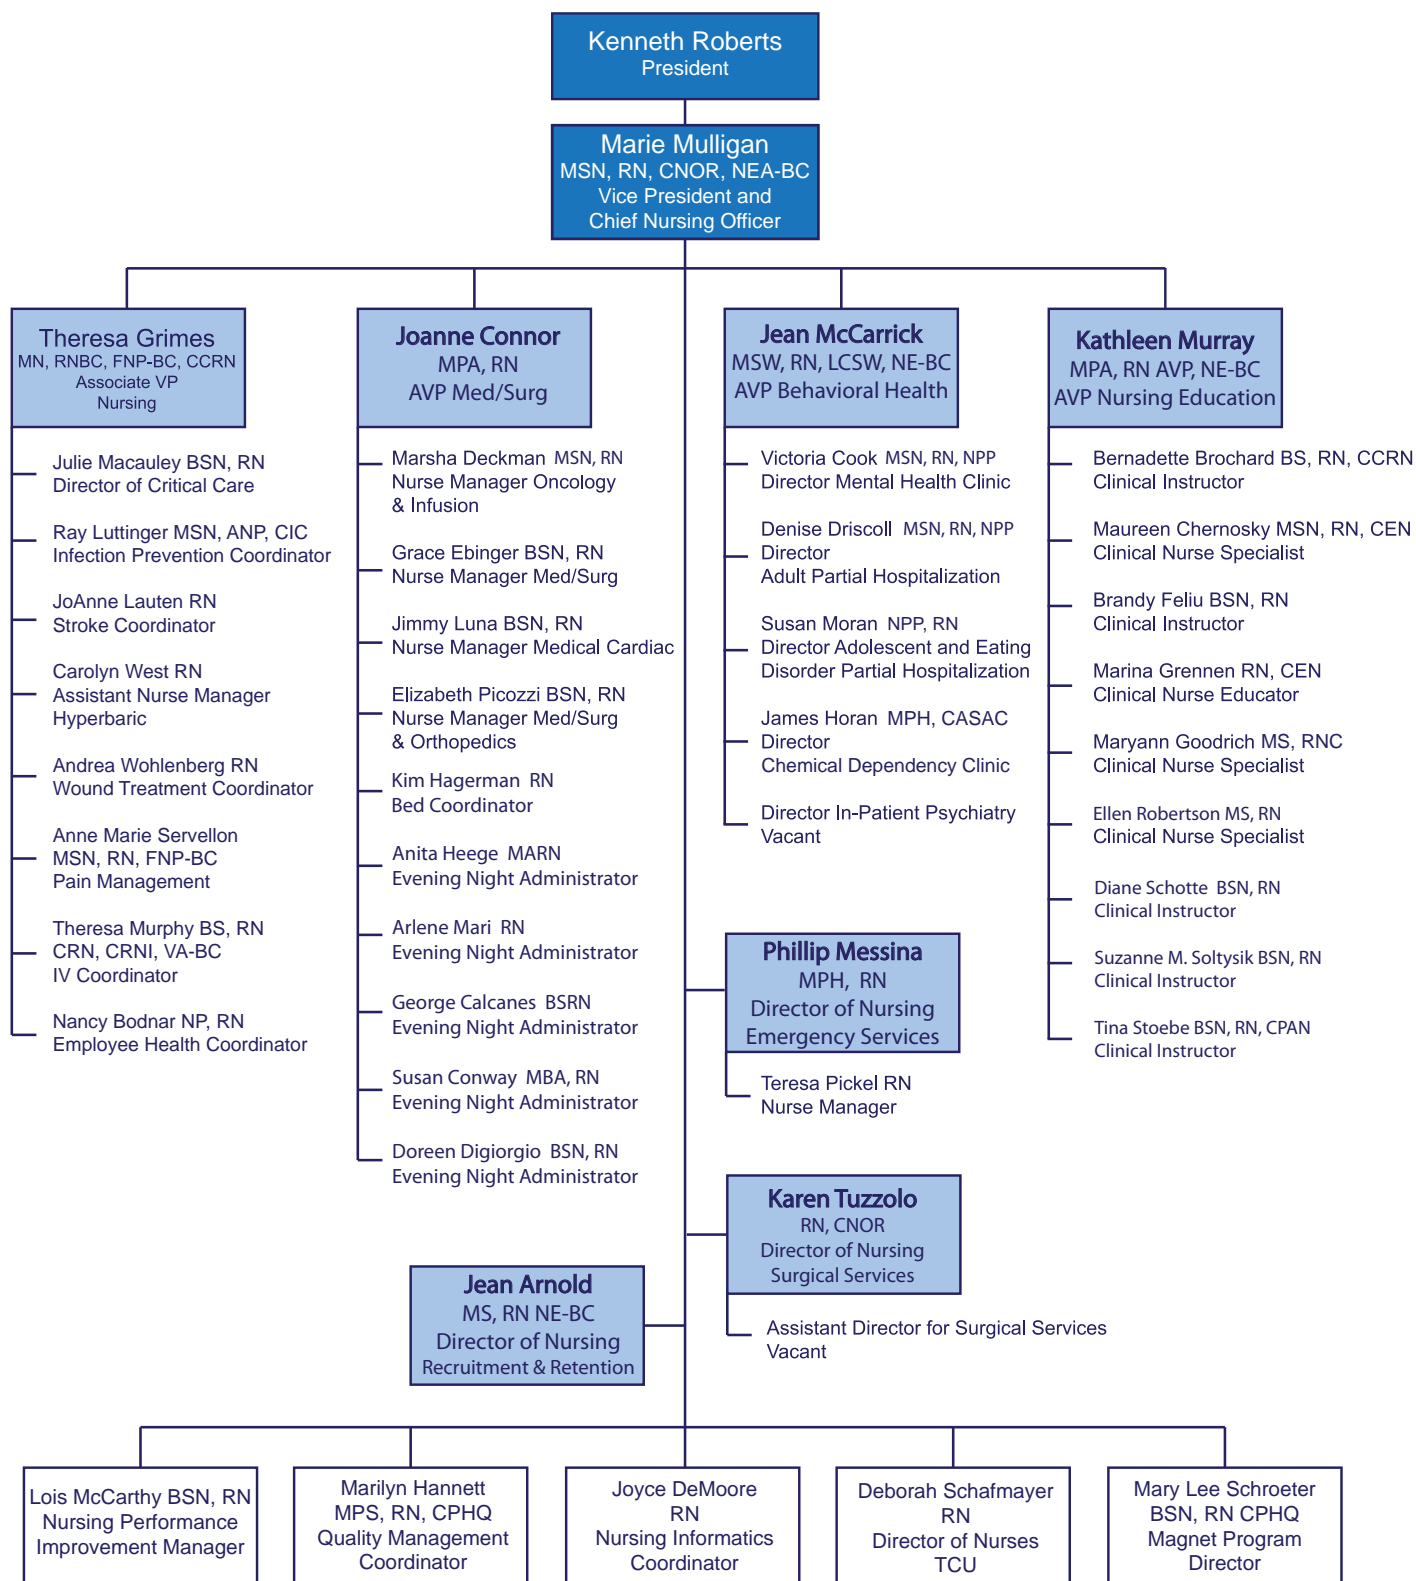 Kenneth Roberts
President
Marie Mulligan
MSN, RN, CNOR, NEA-BC
Vice President and
Chief Nursing Officer
Theresa Grimes
MN, RNBC, FNP-BC, CCRN
Associate VP
Nursing
Julie Macauley BSN, RN
Director of Critical Care
Ray Luttinger MSN, ANP, CIC
Infection Prevention Coordinator
JoAnne Lauten RN
Stroke Coordinator
Carolyn West RN
Assistant Nurse Manager
Hyperbaric
Andrea Wohlenberg RN
Wound Treatment Coordinator
Anne Marie Servellon
MSN, RN, FNP-BC
Pain Management
Theresa Murphy BS, RN
CRN, CRNI, VA-BC
IV Coordinator
Nancy Bodnar NP, RN
Employee Health Coordinator
Joanne Connor
MPA, RN
AVP Med/Surg
Marsha Deckman MSN, RN
Nurse Manager Oncology
& Infusion
Grace Ebinger BSN, RN
Nurse Manager Med/Surg
Jimmy Luna BSN, RN
Nurse Manager Medical Cardiac
Elizabeth Picozzi BSN, RN
Nurse Manager Med/Surg
& Orthopedics
Kim Hagerman RN
Bed Coordinator
Anita Heege MARN
Evening Night Administrator
Arlene Mari RN
Evening Night Administrator
George Calcanes BSRN
Evening Night Administrator
Susan Conway MBA, RN
Evening Night Administrator
Doreen Digiorgio BSN, RN
Evening Night Administrator
Jean McCarrick
MSW, RN, LCSW, NE-BC
AVP Behavioral Health
Victoria Cook MSN, RN, NPP
Director Mental Health Clinic
Denise Driscoll MSN, RN, NPP
Director
Adult Partial Hospitalization
Susan Moran NPP, RN
Director Adolescent and Eating
Disorder Partial Hospitalization
James Horan MPH, CASAC
Director
Chemical Dependency Clinic
Director In-Patient Psychiatry
Vacant
Kathleen Murray
MPA, RN AVP, NE-BC
AVP Nursing Education
Bernadette Brochard BS, RN, CCRN
Clinical Instructor
Maureen Chernosky MSN, RN, CEN
Clinical Nurse Specialist
Brandy Feliu BSN, RN
Clinical Instructor
Marina Grennen RN, CEN
Clinical Nurse Educator
Maryann Goodrich MS, RNC
Clinical Nurse Specialist
Ellen Robertson MS, RN
Clinical Nurse Specialist
Diane Schotte BSN, RN
Clinical Instructor
Suzanne M. Soltysik BSN, RN
Clinical Instructor
Tina Stoebe BSN, RN, CPAN
Clinical Instructor
Phillip Messina
MPH, RN
Director of Nursing
Emergency Services
Teresa Pickel RN
Nurse Manager
Karen Tuzzolo
RN, CNOR
Director of Nursing
Surgical Services
Assistant Director for Surgical Services
Vacant
Jean Arnold
MS, RN NE-BC
Director of Nursing
Recruitment & Retention
Lois McCarthy BSN, RN
Nursing Performance
Improvement Manager
Marilyn Hannett
MPS, RN, CPHQ
Quality Management
Coordinator
Joyce DeMoore
RN
Nursing Informatics
Coordinator
Deborah Schafmayer
RN
Director of Nurses
TCU
Mary Lee Schroeter
BSN, RN CPHQ
Magnet Program
Director